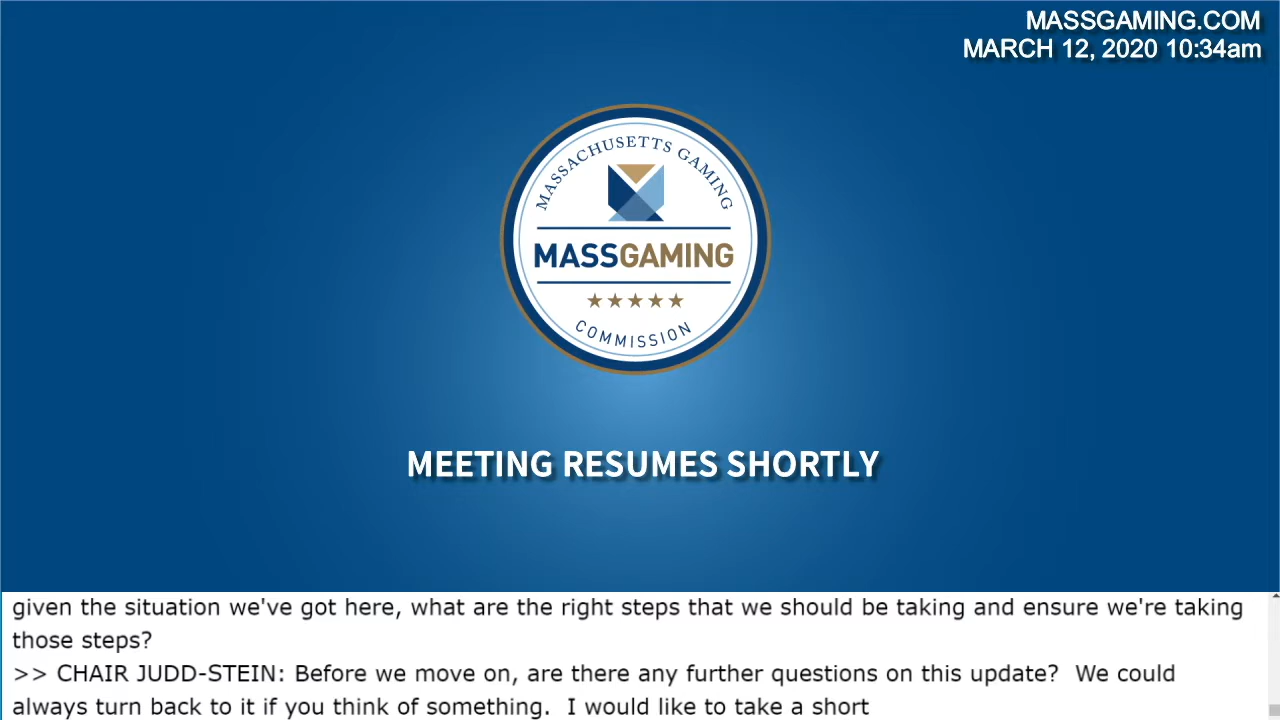 MASSGAMING.COM
MARCH 12, 2020 10:34am
MASSACHUSETTS GAMING
MASSGAMING
COMMISSION
MEETING RESUMES SHORTLY
given the situation we've got here, what are the right steps that we should be taking and ensure we're taking
those steps?
>> CHAIR JUDD-STEIN: Before we move on, are there any further questions on this update?  We could
always turn back to it if you think of something.  I would like to take a short